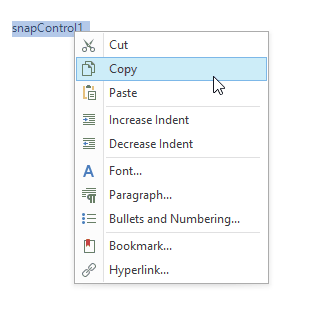 snapControl1
Cut
Copy
Paste
Increase Indent
Decrease Indent
Font...
Paragraph...
Bullets and Numbering...
Bookmark...
Hyperlink...